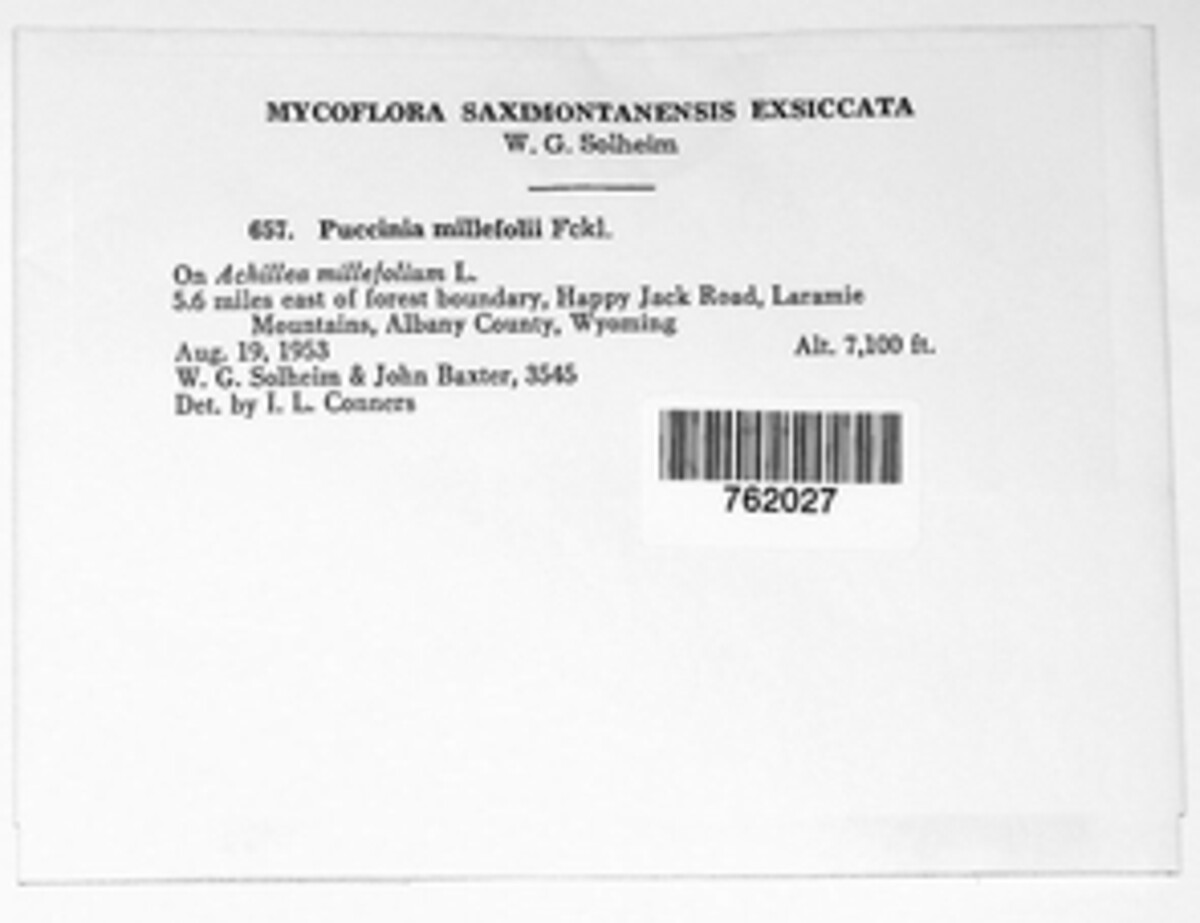 MYCOFLORA SAXIMONTANENSIS EXSICCATA
W. G. Solheim
657. Puccinia millefolii Fckl.
On Achillea millefolium L.
5.6 miles east of forest boundary, Happy Jack Road, Laramie
Mountains, Albany County, Wyoming
Aug. 19, 1953 Alt. 7,100 ft.
W. G. Solheim & John Baxter, 3545
Det. by I. L. Conners
762027